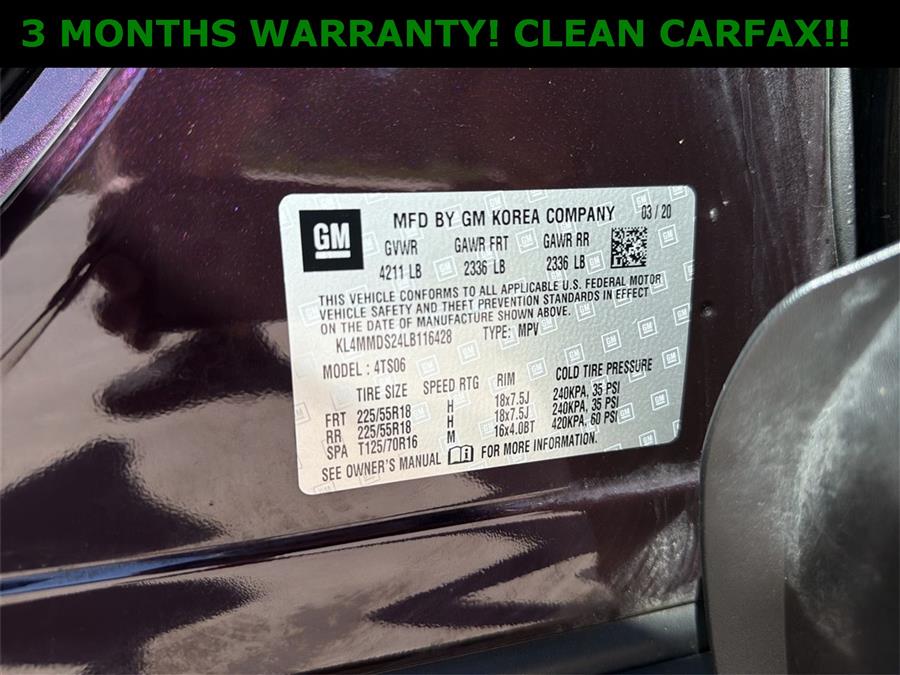 3 MONTHS WARRANTY! CLEAN CARFAX!!
GM
MFD BY GM KOREA COMPANY 03/20
GVWR GAWR FRT GAWR RR
4211 LB 2336 LB 2336 LB
THIS VEHICLE CONFORMS TO ALL APPLICABLE U.S. FEDERAL MOTOR
VEHICLE SAFETY AND THEFT PREVENTION STANDARDS IN EFFECT
ON THE DATE OF MANUFACTURE SHOWN ABOVE.
KL4MMDS24LB116428 TYPE: MPV
MODEL: 4TS06
TIRE SIZE SPEED RTG RIM COLD TIRE PRESSURE
FRT 225/55R18 H 18x7.5J 240KPA, 35 PSI
RR 225/55R18 H 18x7.5J 240KPA, 35 PSI
SPA T125/70R16 M 16x4.0BT 420KPA, 60 PSI
SEE OWNER'S MANUAL FOR MORE INFORMATION.